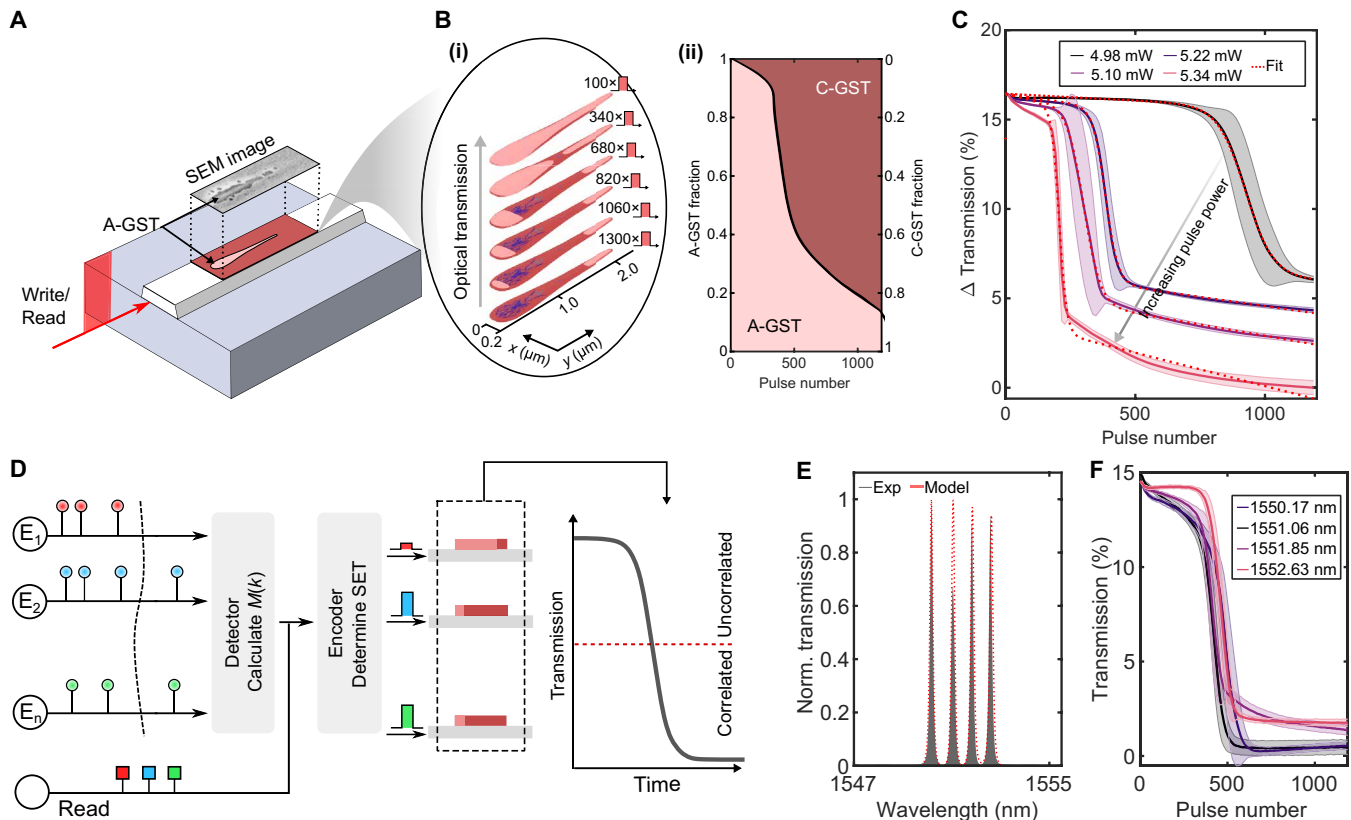 A
SEM image
A-GST
Write/
Read
B
(i)
Optical transmission
100×
340×
680×
820×
1060×
1300×
0
0.2
1.0
2.0
x (μm)
y (μm)
(ii)
A-GST fraction
1
0.8
0.6
0.4
0.2
0
C-GST
A-GST
0
0.2
0.4
0.6
0.8
1
C-GST fraction
0
500
1000
Pulse number
C
Δ Transmission (%)
20
15
10
5
0
4.98 mW
5.22 mW
5.10 mW
5.34 mW
Fit
Increasing pulse power
0
500
1000
Pulse number
D
E1
E2
En
Read
Detector
Calculate M(k)
Encoder
Determine SET
Transmission
Uncorrelated
Correlated
Time
E
Exp
Model
Norm. transmission
1
0.8
0.6
0.4
0.2
0
1547
1555
Wavelength (nm)
F
Transmission (%)
15
10
5
0
1550.17 nm
1551.06 nm
1551.85 nm
1552.63 nm
0
500
1000
Pulse number